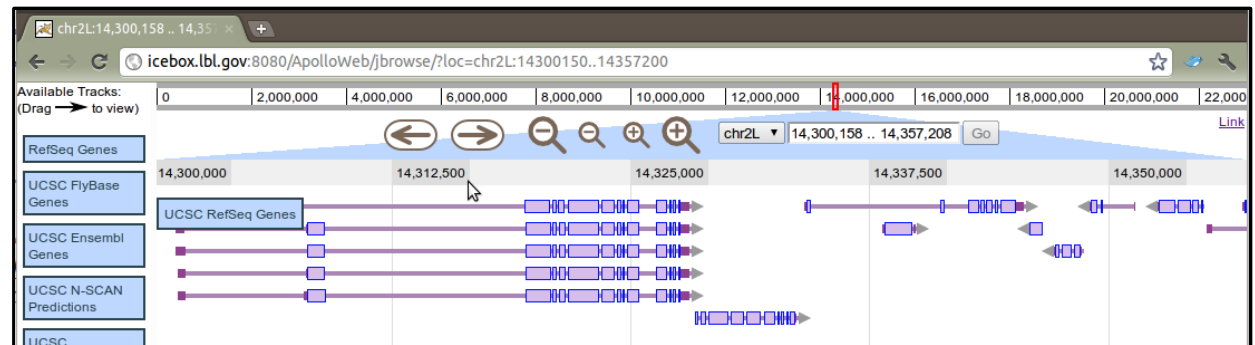 chr2L:14,300,158 .. 14,357
icebox.lbl.gov:8080/ApolloWeb/jbrowse/?loc=chr2L:14300150..14357200
Available Tracks:
(Drag to view)
0 2,000,000 4,000,000 6,000,000 8,000,000 10,000,000 12,000,000 14,000,000 16,000,000 18,000,000 20,000,000 22,000
chr2L 14,300,158 .. 14,357,208 Go
Link
RefSeq Genes
14,300,000 14,312,500 14,325,000 14,337,500 14,350,000
UCSC FlyBase
Genes
UCSC RefSeq Genes
UCSC Ensembl
Genes
UCSC N-SCAN
Predictions
UCSC